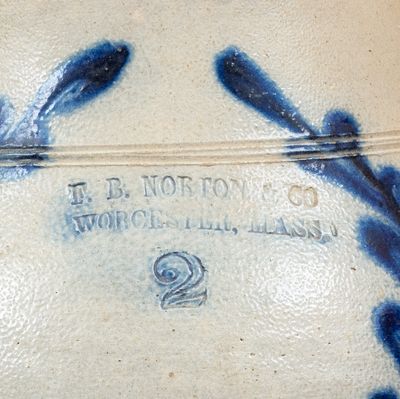 F. B. NORTON & CO
WORCESTER, MASS.
2